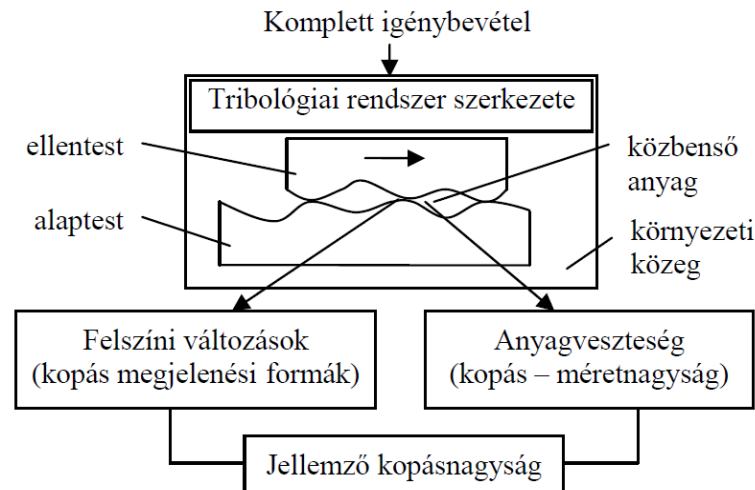 Komplett igénybevétel
Tribológiai rendszer szerkezete
ellentest
közbenső
anyag
alaptest
környezeti
közeg
Felszíni változások
(kopás megjelenési formák)
Anyagveszteség
(kopás – méretnagyság)
Jellemző kopásnagyság